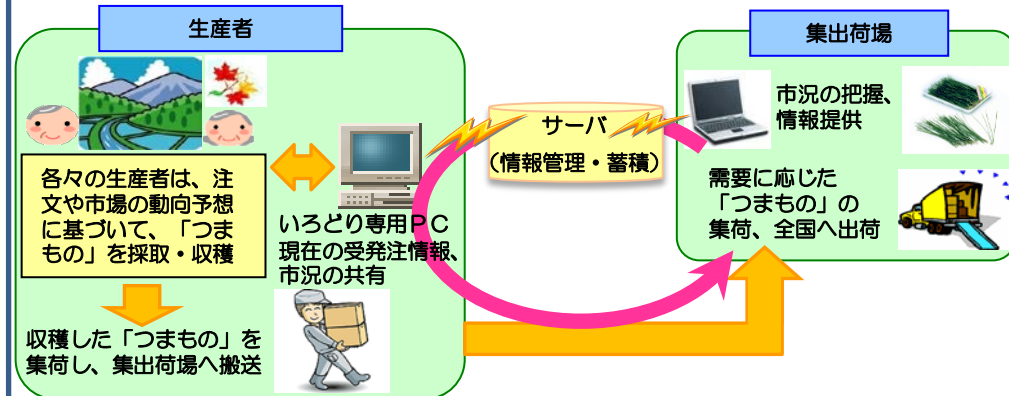 生産者
各々の生産者は、注
文や市場の動向予想
に基づいて、「つま
もの」を採取・収穫
いろどり専用ＰＣ
現在の受発注情報、
市況の共有
収穫した「つまもの」を
集荷し、集出荷場へ搬送
サーバ
（情報管理・蓄積）
集出荷場
市況の把握、
情報提供
需要に応じた
「つまもの」の
集荷、全国へ出荷